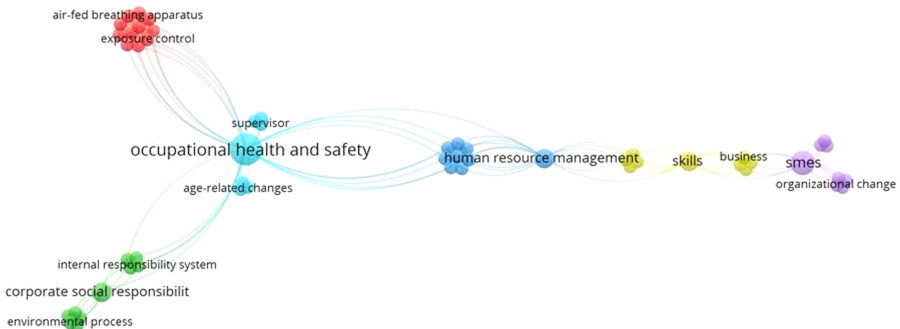 air-fed breathing apparatus
exposure control
supervisor
occupational health and safety
human resource management
skills
business
smes
age-related changes
organizational change
internal responsibility system
corporate social responsibilit
environmental process